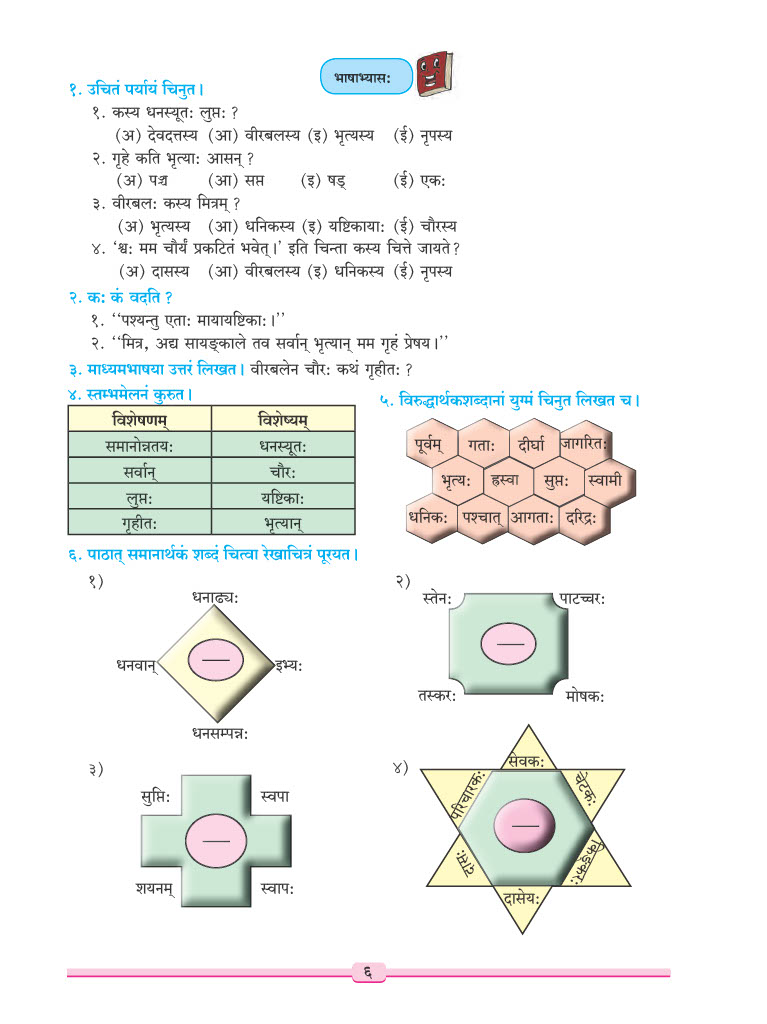 भाषाभ्यासः
१. उचितं पर्यायं चिनुत।
१. कस्य धनस्यूतः लुप्तः ?
(अ) देवदत्तस्य (आ) वीरबलस्य (इ) भृत्यस्य (ई) नृपस्य
२. गृहे कति भृत्याः आसन् ?
(अ) पञ्च (आ) सप्त (इ) षड् (ई) एकः
३. वीरबलः कस्य मित्रम् ?
(अ) भृत्यस्य (आ) धनिकस्य (इ) यष्टिकायाः (ई) चौरस्य
४. ‘श्वः मम चौर्यं प्रकटितं भवेत्।’ इति चिन्ता कस्य चित्ते जायते ?
(अ) दासस्य (आ) वीरबलस्य (इ) धनिकस्य (ई) नृपस्य
२. कः कं वदति ?
१. ‘‘पश्यन्तु एताः मायायष्टिकाः।’’
२. ‘‘मित्र, अद्य सायङ्काले तव सर्वान् भृत्यान् मम गृहं प्रेषय।’’
३. माध्यमभाषया उत्तरं लिखत। वीरबलेन चौरः कथं गृहीतः ?
४. स्तम्भमेलनं कुरुत।
विशेषणम् विशेष्यम्
समानोन्नतयः धनस्यूतः
सर्वान् चौरः
लुप्तः यष्टिकाः
गृहीतः भृत्यान्
५. विरुद्धार्थकशब्दानां युग्मं चिनुत लिखत च।
पूर्वम् गताः दीर्घा जागरितः
भृत्यः ह्रस्वा सुप्तः स्वामी
धनिकः पश्चात् आगताः दरिद्रः
६. पाठात् समानार्थकं शब्दं चित्वा रेखाचित्रं पूरयत।
१)
धनाढ्यः
धनवान् इभ्यः
धनसम्पन्नः
२)
स्तेनः पाटच्चरः
तस्करः मोषकः
३)
सुप्तिः स्वपा
शयनम् स्वापः
४)
सेवकः
परिचारकः चेटकः
दासः किङ्करः
दासेयः
६